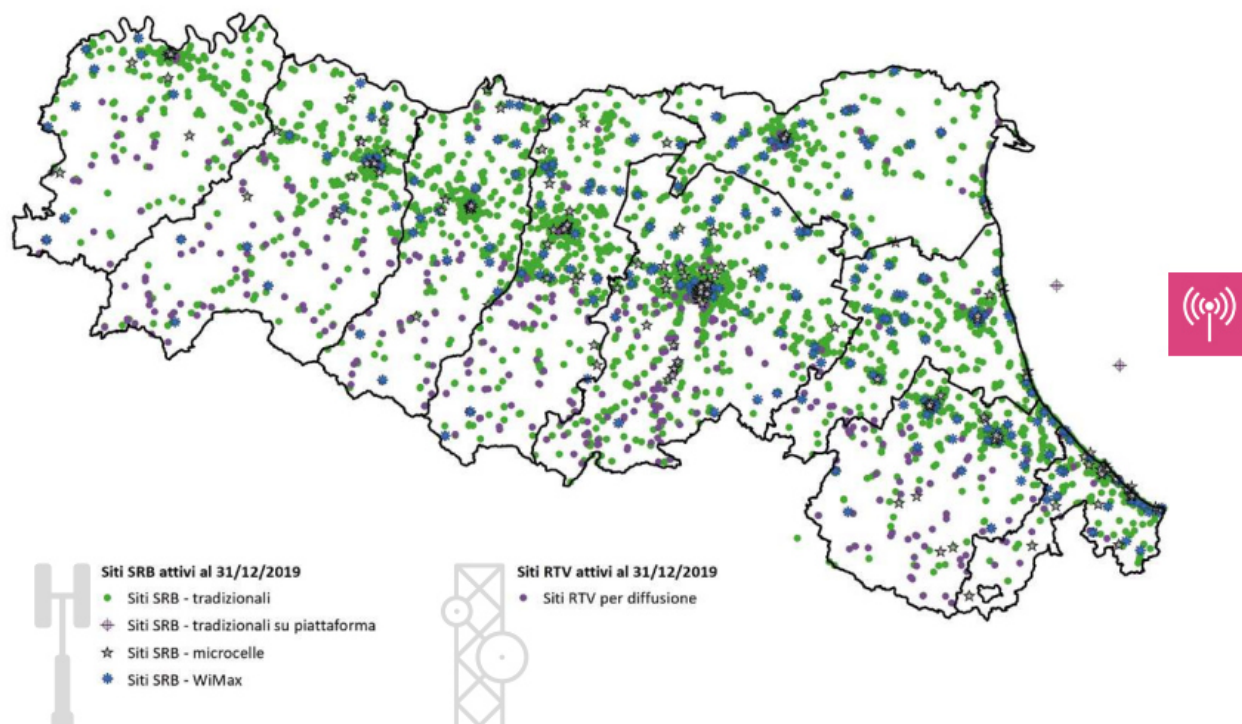 Siti SRB attivi al 31/12/2019
Siti SRB - tradizionali
Siti SRB - tradizionali su piattaforma
Siti SRB - microcelle
Siti SRB - WiMax
Siti RTV attivi al 31/12/2019
Siti RTV per diffusione